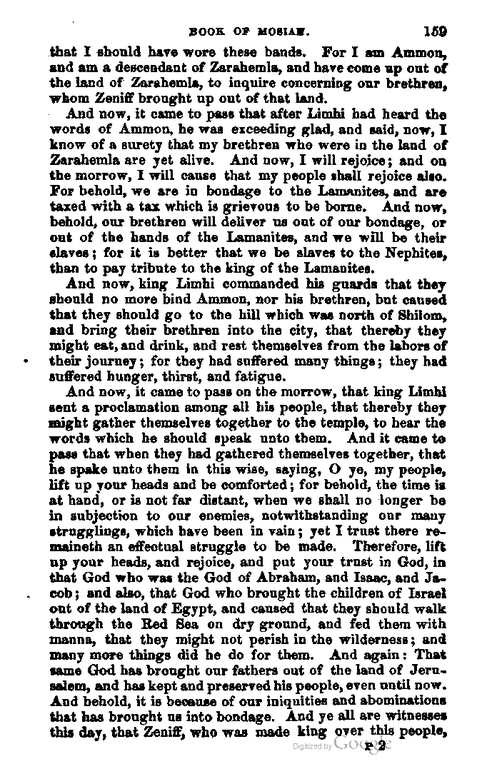 BOOK OF MOSIAH. 159
that I should have wore these bands. For I am Ammon,
and am a descendant of Zarahemla, and have come up out of
the land of Zarahemla, to inquire concerning our brethren,
whom Zeniff brought up out of that land.
And now, it came to pass that after Limhi had heard the
words of Ammon, he was exceeding glad, and said, now, I
know of a surety that my brethren who were in the land of
Zarahemla are yet alive. And now, I will rejoice; and on
the morrow, I will cause that my people shall rejoice also.
For behold, we are in bondage to the Lamanites, and are
taxed with a tax which is grievous to be borne. And now,
behold, our brethren will deliver us out of our bondage, or
out of the hands of the Lamanites, and we will be their
slaves; for it is better that we be slaves to the Nephites,
than to pay tribute to the king of the Lamanites.
And now, king Limhi commanded his guards that they
should no more bind Ammon, nor his brethren, but caused
that they should go to the hill which was north of Shilom,
and bring their brethren into the city, that thereby they
might eat, and drink, and rest themselves from the labors of
their journey; for they had suffered many things; they had
suffered hunger, thirst, and fatigue.
And now, it came to pass on the morrow, that king Limhi
sent a proclamation among all his people, that thereby they
might gather themselves together to the temple, to hear the
words which he should speak unto them. And it came to
pass that when they had gathered themselves together, that
he spake unto them in this wise, saying, O ye, my people,
lift up your heads and be comforted; for behold, the time is
at hand, or is not far distant, when we shall no longer be
in subjection to our enemies, notwithstanding our many
strugglings, which have been in vain; yet I trust there re-
maineth an effectual struggle to be made. Therefore, lift
up your heads, and rejoice, and put your trust in God, in
that God who was the God of Abraham, and Isaac, and Ja-
cob; and also, that God who brought the children of Israel
out of the land of Egypt, and caused that they should walk
through the Red Sea on dry ground, and fed them with
manna, that they might not perish in the wilderness; and
many more things did he do for them. And again: That
same God has brought our fathers out of the land of Jeru-
salem, and has kept and preserved his people, even until now.
And behold, it is because of our iniquities and abominations
that has brought us into bondage. And ye all are witnesses
this day, that Zeniff, who was made king over this people,
Digitized by Google P 2